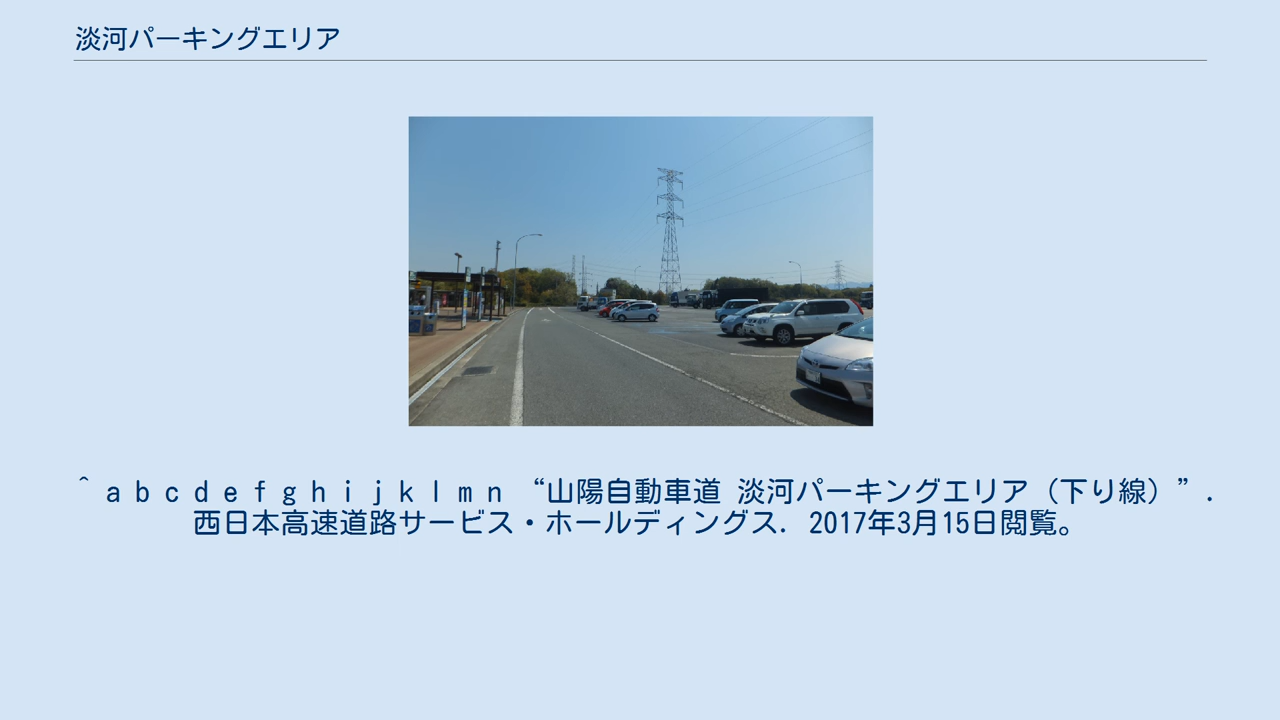 淡河パーキングエリア
^ a b c d e f g h i j k l m n “山陽自動車道 淡河パーキングエリア（下り線）”.
西日本高速道路サービス・ホールディングス. 2017年3月15日閲覧。